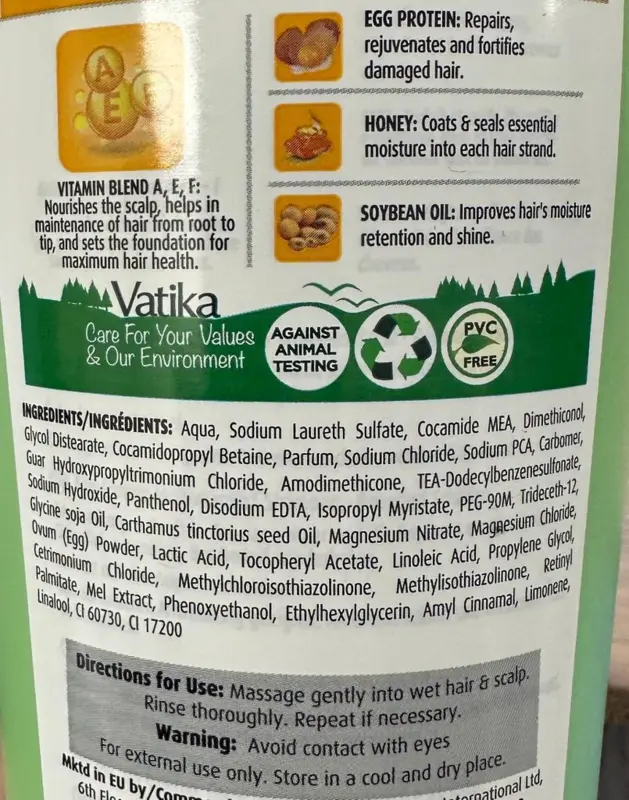 A
E
F
VITAMIN BLEND A, E, F:
Nourishes the scalp, helps in
maintenance of hair from root to
tip, and sets the foundation for
maximum hair health.
EGG PROTEIN: Repairs,
rejuvenates and fortifies
damaged hair.
HONEY: Coats & seals essential
moisture into each hair strand.
SOYBEAN OIL: Improves hair's moisture
retention and shine.
Vatika
Care For Your Values
& Our Environment
AGAINST
ANIMAL
TESTING
PVC
FREE
INGREDIENTS/INGRÉDIENTS: Aqua, Sodium Laureth Sulfate, Cocamide MEA, Dimethiconol,
Glycol Distearate, Cocamidopropyl Betaine, Parfum, Sodium Chloride, Sodium PCA, Carbomer,
Guar Hydroxypropyltrimonium Chloride, Amodimethicone, TEA-Dodecylbenzenesulfonate,
Sodium Hydroxide, Panthenol, Disodium EDTA, Isopropyl Myristate, PEG-90M, Trideceth-12,
Glycine soja Oil, Carthamus tinctorius seed Oil, Magnesium Nitrate, Magnesium Chloride,
Ovum (Egg) Powder, Lactic Acid, Tocopheryl Acetate, Linoleic Acid, Propylene Glycol,
Cetrimonium Chloride, Methylchloroisothiazolinone, Methylisothiazolinone, Retinyl
Palmitate, Mel Extract, Phenoxyethanol, Ethylhexylglycerin, Amyl Cinnamal, Limonene,
Linalool, CI 60730, CI 17200
Directions for Use: Massage gently into wet hair & scalp.
Rinse thoroughly. Repeat if necessary.
Warning: Avoid contact with eyes
For external use only. Store in a cool and dry place.
Mktd in EU by/ Ltd,
6th